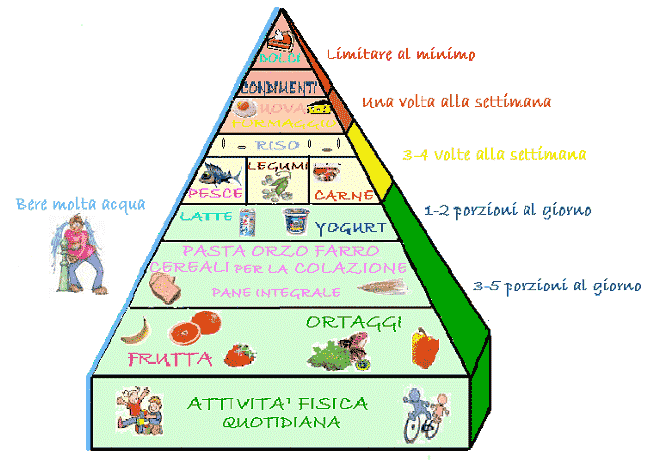 DOLCI
Limitare al minimo
CONDIMENTI
Una volta alla settimana
UOVA
FORMAGGIO
RISO
3-4 volte alla settimana
LEGUMI
PESCE
CARNE
Bere molta acqua
LATTE
YOGURT
1-2 porzioni al giorno
PASTA ORZO FARRO
CEREALI PER LA COLAZIONE
PANE INTEGRALE
3-5 porzioni al giorno
ORTAGGI
FRUTTA
ATTIVITA' FISICA
QUOTIDIANA